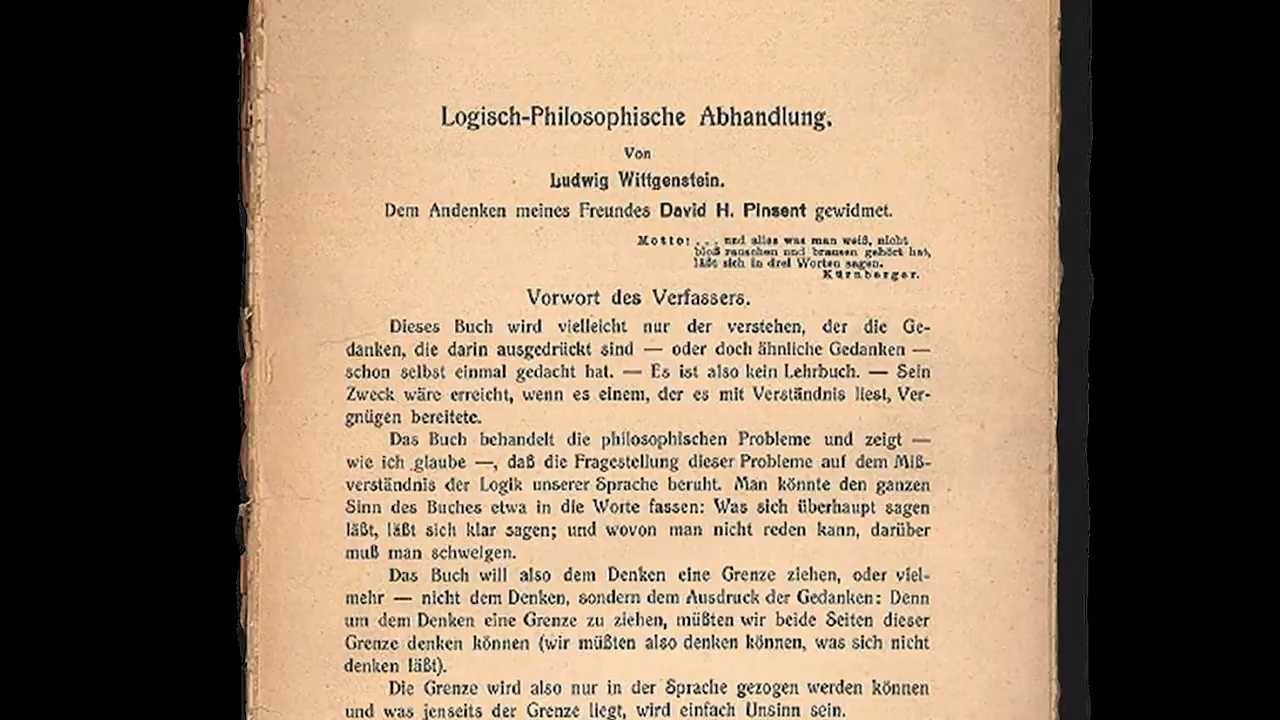 Logisch-Philosophische Abhandlung.
Von
Ludwig Wittgenstein.
Dem Andenken meines Freundes David H. Pinsent gewidmet.
Motto: . . . und alles was man weiß, nicht
bloß rauschen und brausen gehört hat,
läßt sich in drei Worten sagen.
Kürnberger.
Vorwort des Verfassers.
Dieses Buch wird vielleicht nur der verstehen, der die Ge-
danken, die darin ausgedrückt sind — oder doch ähnliche Gedanken —
schon selbst einmal gedacht hat. — Es ist also kein Lehrbuch. — Sein
Zweck wäre erreicht, wenn es einem, der es mit Verständnis liest, Ver-
gnügen bereitete.
Das Buch behandelt die philosophischen Probleme und zeigt —
wie ich glaube —, daß die Fragestellung dieser Probleme auf dem Miß-
verständnis der Logik unserer Sprache beruht. Man könnte den ganzen
Sinn des Buches etwa in die Worte fassen: Was sich überhaupt sagen
läßt, läßt sich klar sagen; und wovon man nicht reden kann, darüber
muß man schweigen.
Das Buch will also dem Denken eine Grenze ziehen, oder viel-
mehr — nicht dem Denken, sondern dem Ausdruck der Gedanken: Denn
um dem Denken eine Grenze zu ziehen, müßten wir beide Seiten dieser
Grenze denken können (wir müßten also denken können, was sich nicht
denken läßt).
Die Grenze wird also nur in der Sprache gezogen werden können
und was jenseits der Grenze liegt, wird einfach Unsinn sein.